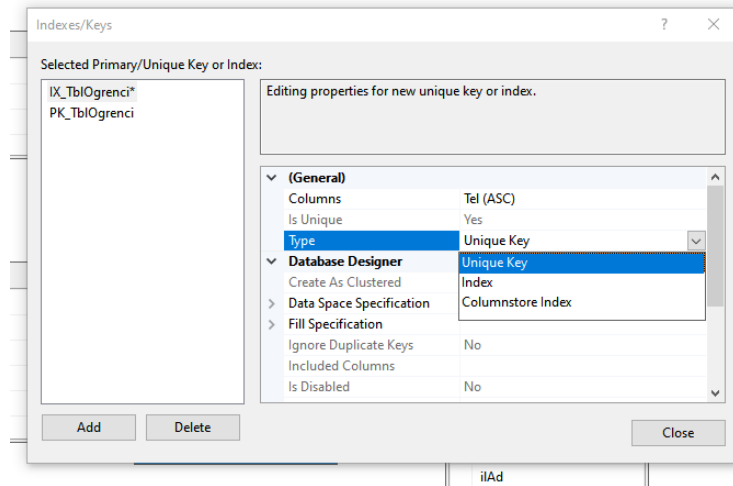 Indexes/Keys
? ×
Selected Primary/Unique Key or Index:
IX_TblOgrenci*
PK_TblOgrenci
Editing properties for new unique key or index.
(General)
Columns Tel (ASC)
Is Unique Yes
Type Unique Key
Database Designer Unique Key
Create As Clustered Index
Data Space Specification Columnstore Index
Fill Specification
Ignore Duplicate Keys No
Included Columns
Is Disabled No
Add Delete
Close
ilAd